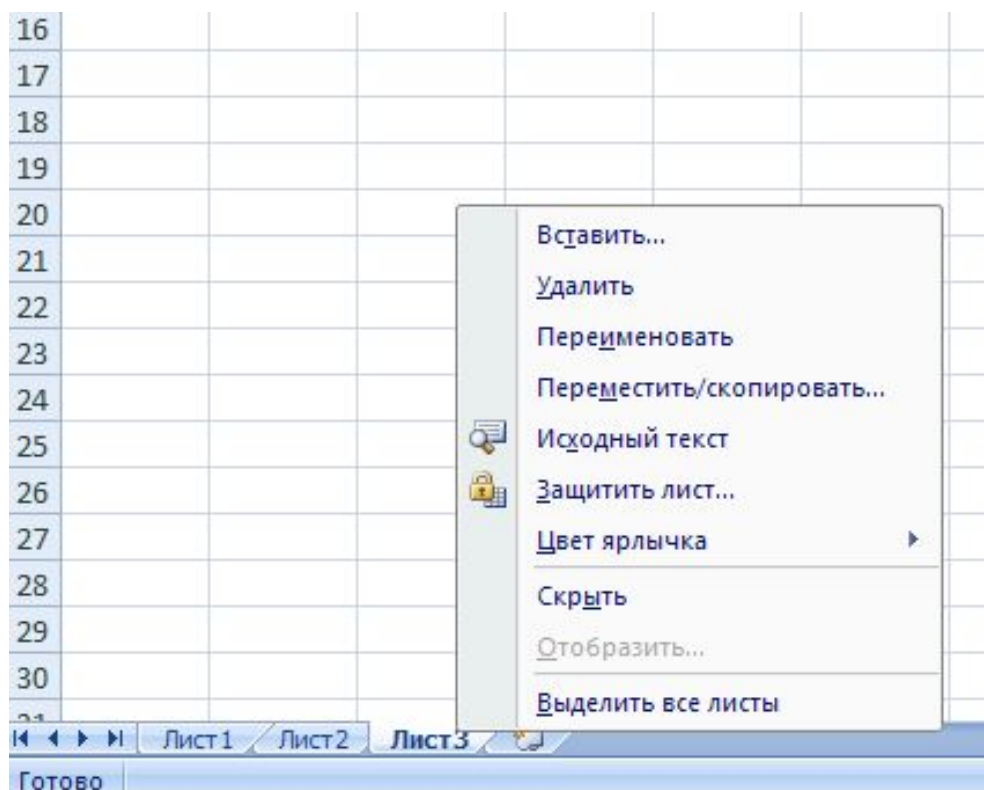 16
17
18
19
20
21
22
23
24
25
26
27
28
29
30
31
Вставить...
Удалить
Переименовать
Переместить/скопировать...
Исходный текст
Защитить лист...
Цвет ярлычка
Скрыть
Отобразить...
Выделить все листы
Лист1 Лист2 Лист3
Готово